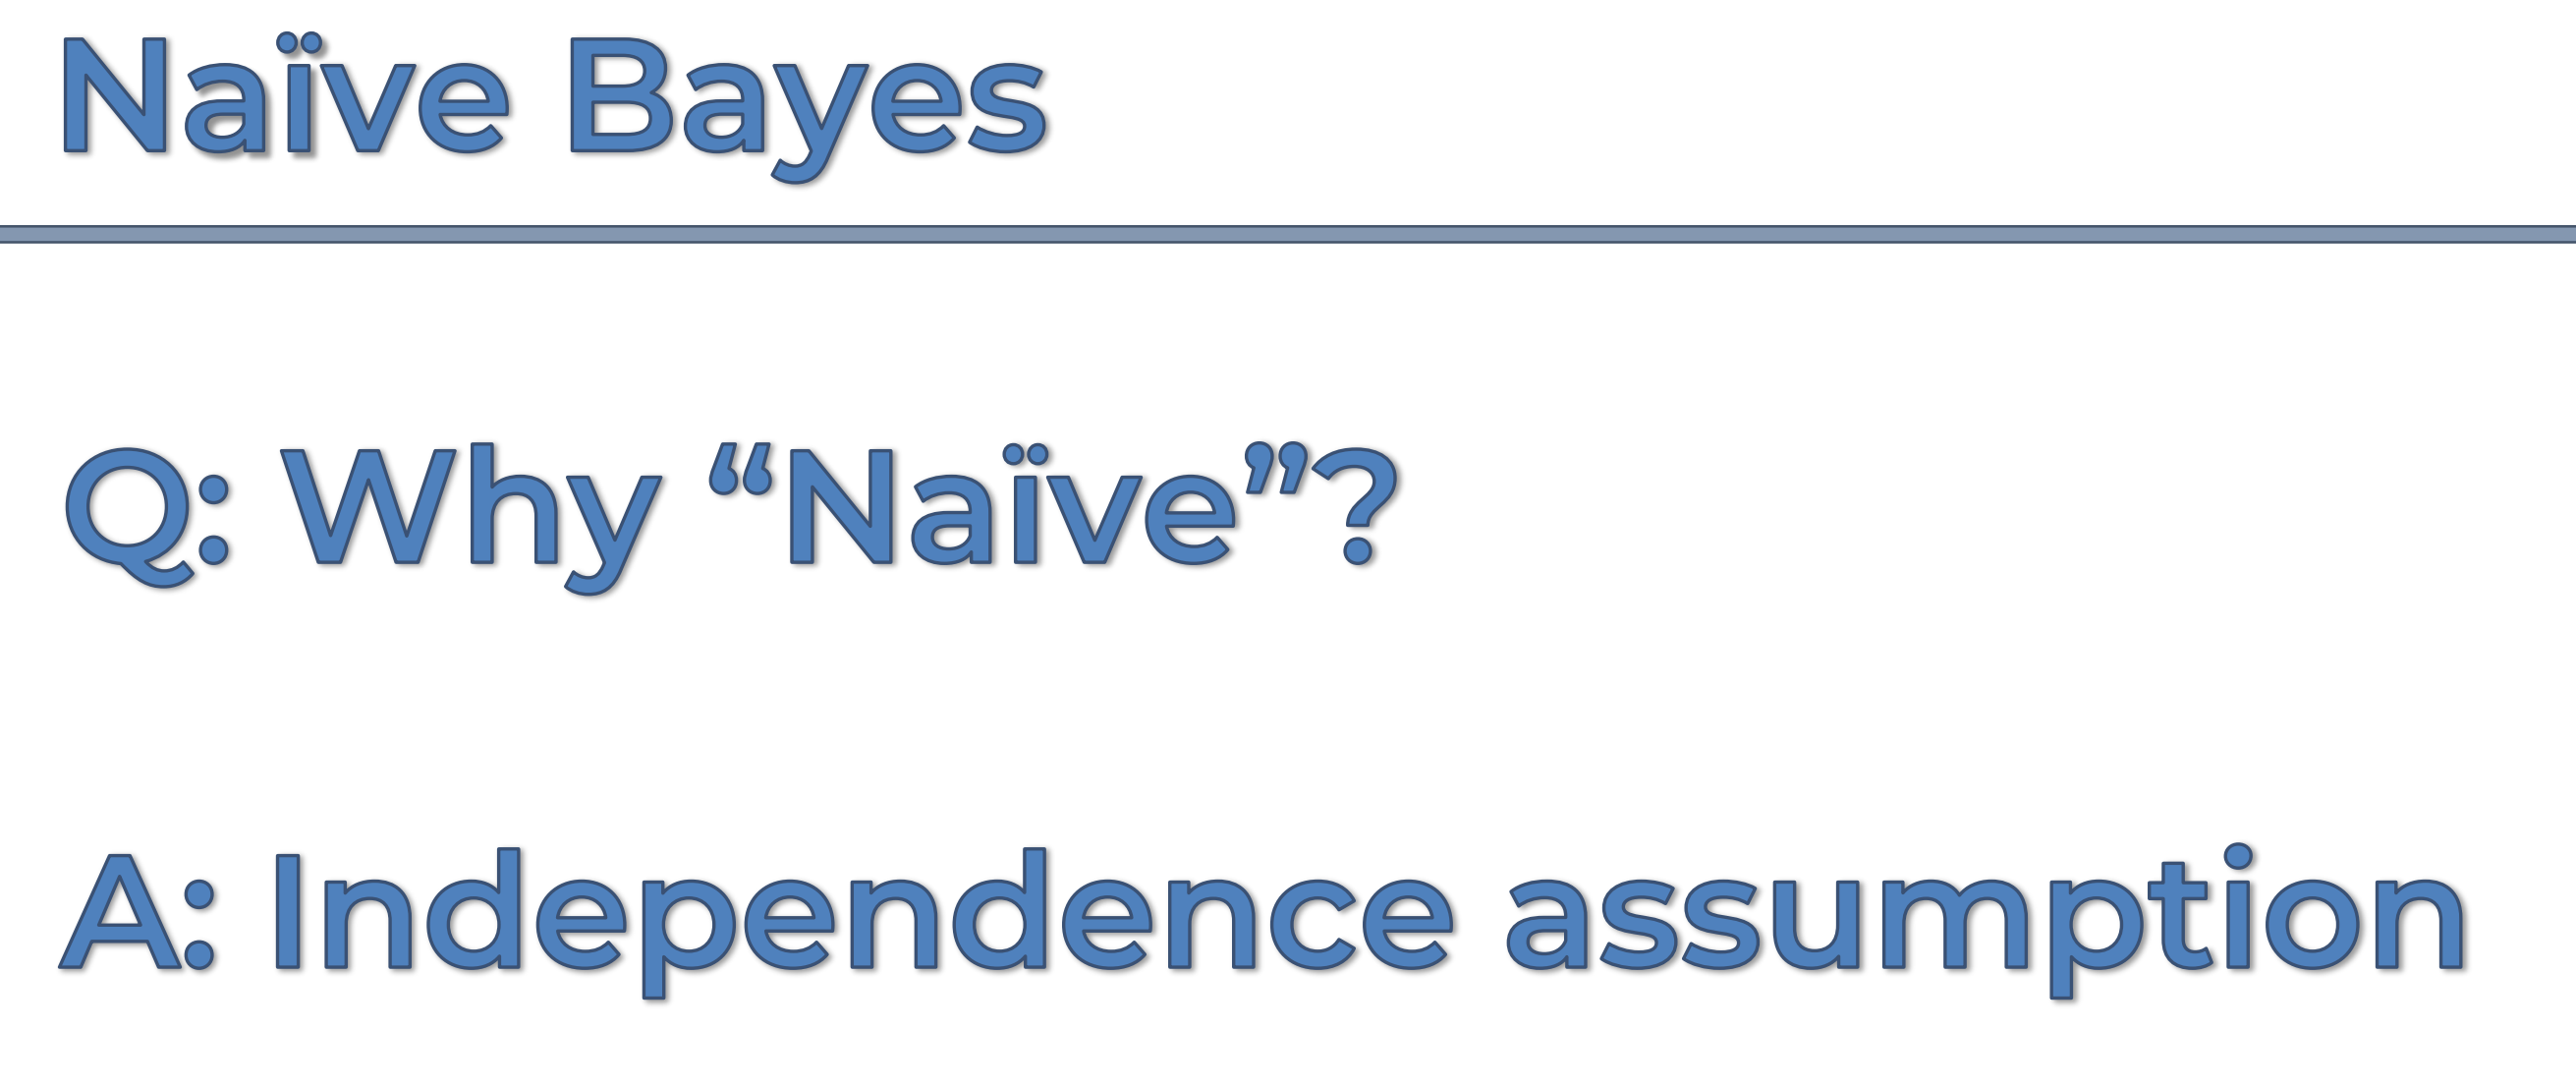 Naïve Bayes
Q: Why “Naïve”?
A: Independence assumption